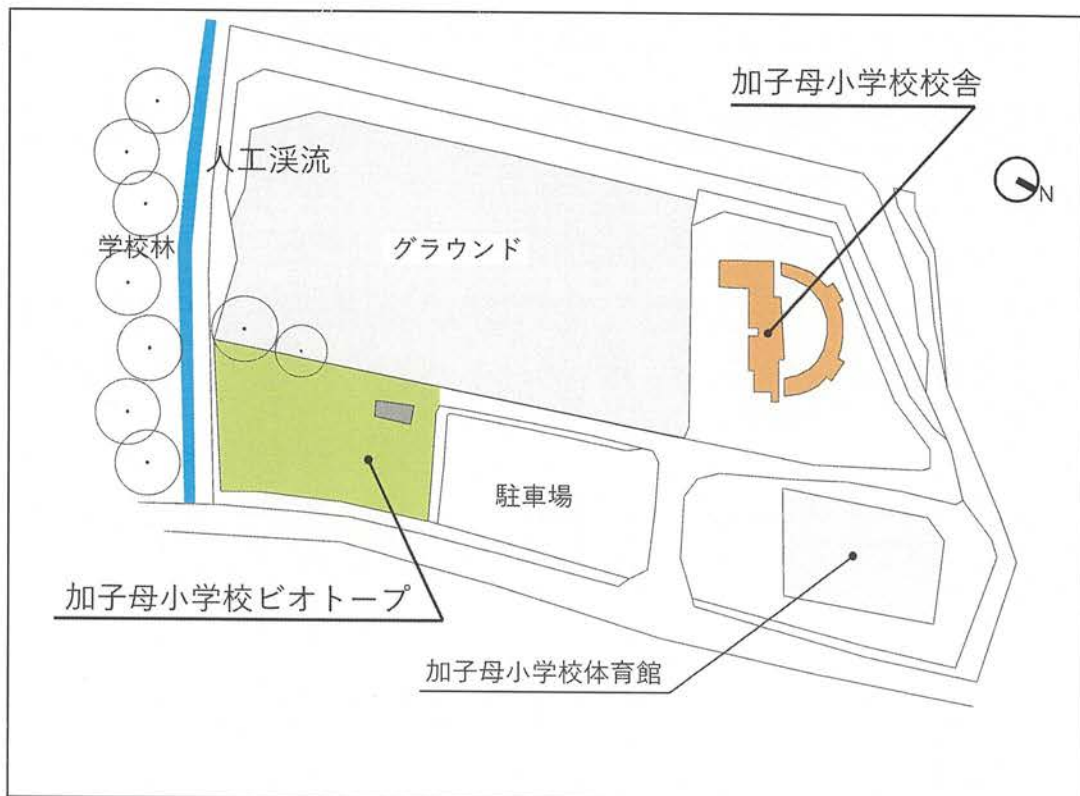 加子母小学校校舎
人工渓流
N
学校林
グラウンド
駐車場
加子母小学校ビオトープ
加子母小学校体育館